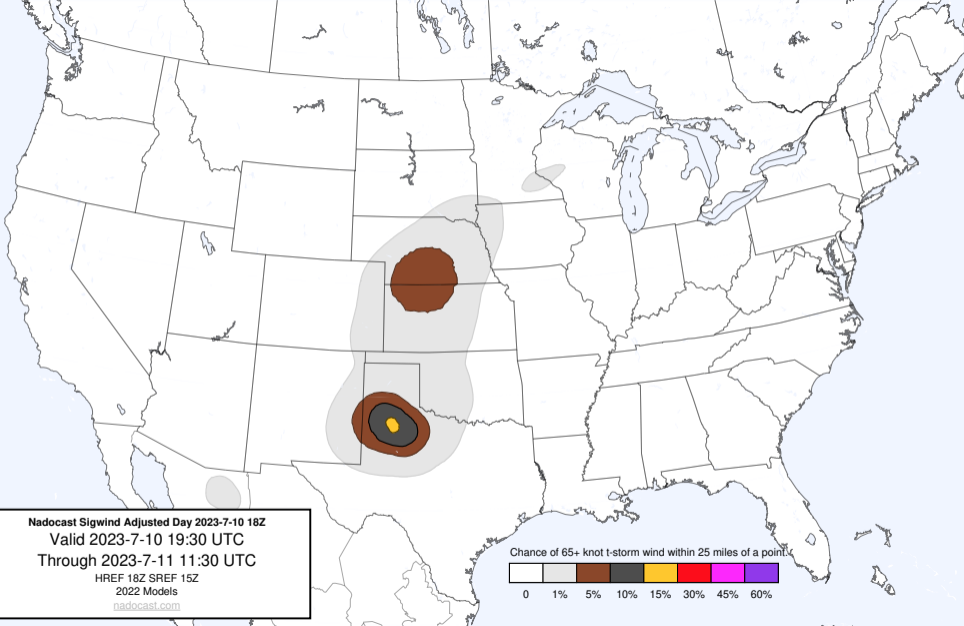 Nadocast Sigwind Adjusted Day 2023-7-10 18Z
Valid 2023-7-10 19:30 UTC
Through 2023-7-11 11:30 UTC
HREF 18Z SREF 15Z
2022 Models
nadocast.com
Chance of 65+ knot t-storm wind within 25 miles of a point.
0 1% 5% 10% 15% 30% 45% 60%